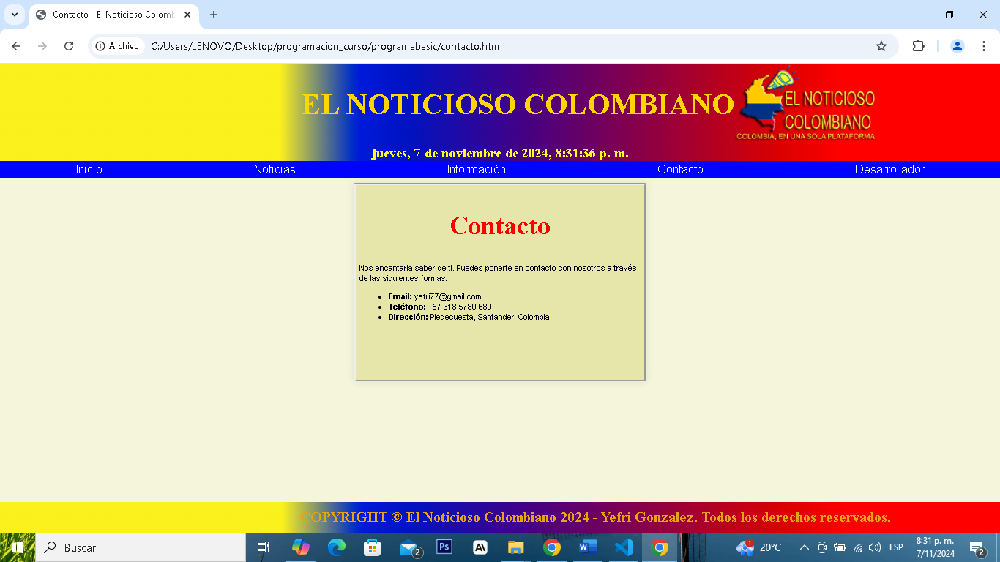 Contacto - El Noticioso Colomb
Archivo
C:/Users/LENOVO/Desktop/programacion_curso/programabasic/contacto.html
EL NOTICIOSO COLOMBIANO
EL NOTICIOSO
COLOMBIANO
COLOMBIA, EN UNA SOLA PLATAFORMA
jueves, 7 de noviembre de 2024, 8:31:36 p. m.
Inicio Noticias Información Contacto Desarrollador
Contacto
Nos encantaría saber de ti. Puedes ponerte en contacto con nosotros a través
de las siguientes formas:
• Email: yefri77@gmail.com
• Teléfono: +57 318 5780 680
• Dirección: Piedecuesta, Santander, Colombia
COPYRIGHT © El Noticioso Colombiano 2024 - Yefri Gonzalez. Todos los derechos reservados.
Buscar
2
Ps
A\
W
1
20°C
ESP
8:31 p. m.
7/11/2024
2